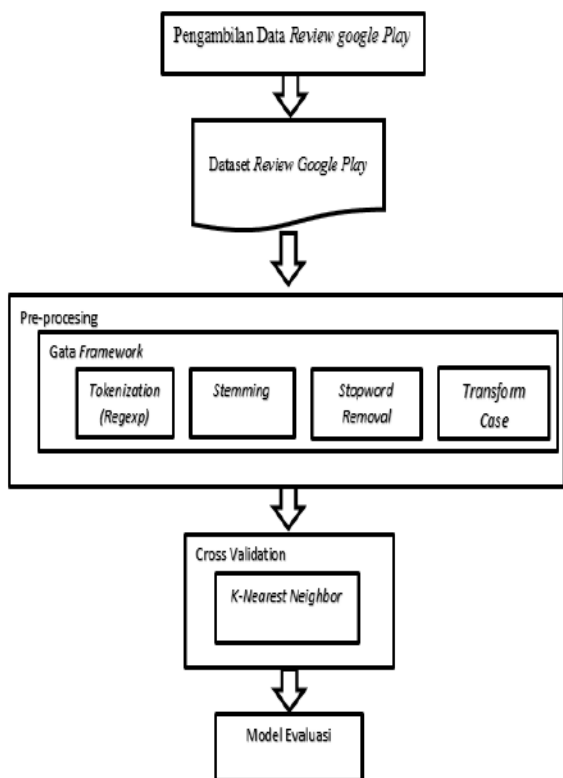 Pengambilan Data Review google Play
Dataset Review Google Play
Pre-procesing
Gata Framework
Tokenization
(Regexp)
Stemming
Stopword
Removal
Transform
Case
Cross Validation
K-Nearest Neighbor
Model Evaluasi